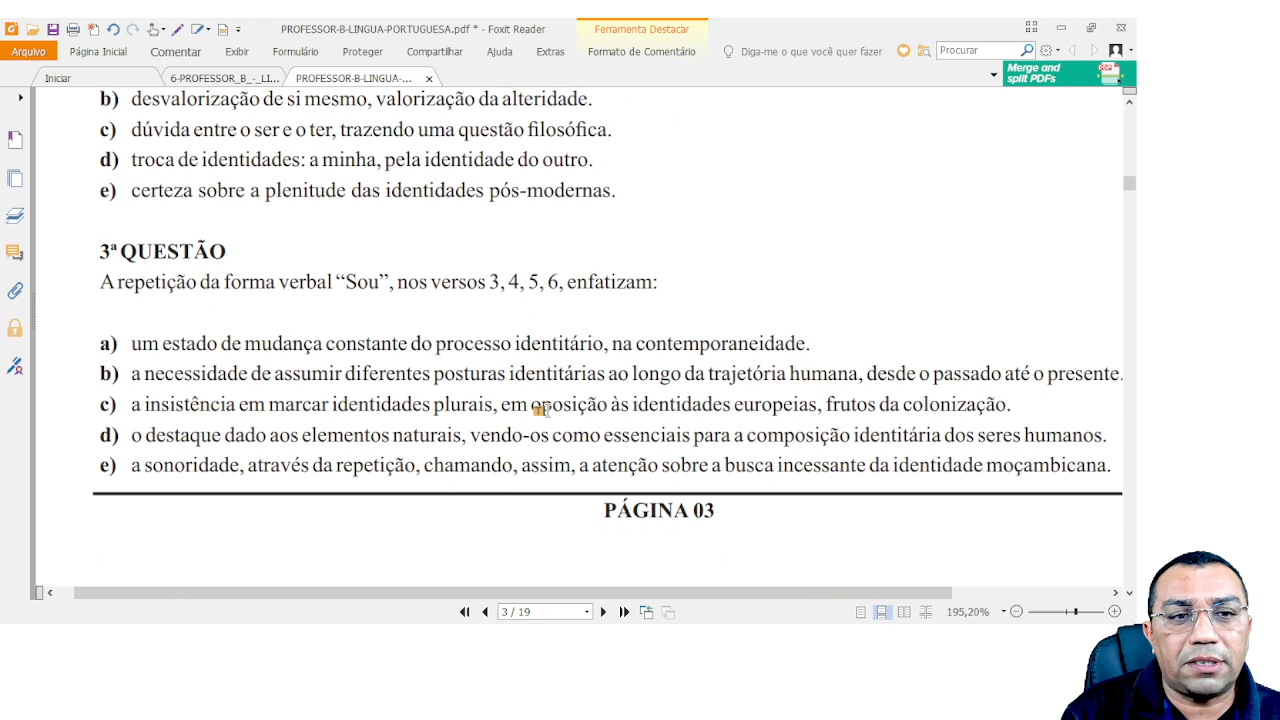 PROFESSOR-B-LINGUA-PORTUGUESA.pdf * - Foxit Reader
Ferramenta Destacar
Arquivo Página Inicial Comentar Exibir Formulário Proteger Compartilhar Ajuda Extras Formato de Comentário Diga-me o que você quer fazer Procurar
Iniciar 6-PROFESSOR_B_-_LI... PROFESSOR-B-LINGUA-...
Merge and
split PDFs
b) desvalorização de si mesmo, valorização da alteridade.
c) dúvida entre o ser e o ter, trazendo uma questão filosófica.
d) troca de identidades: a minha, pela identidade do outro.
e) certeza sobre a plenitude das identidades pós-modernas.
3ª QUESTÃO
A repetição da forma verbal “Sou”, nos versos 3, 4, 5, 6, enfatizam:
a) um estado de mudança constante do processo identitário, na contemporaneidade.
b) a necessidade de assumir diferentes posturas identitárias ao longo da trajetória humana, desde o passado até o presente.
c) a insistência em marcar identidades plurais, em oposição às identidades europeias, frutos da colonização.
d) o destaque dado aos elementos naturais, vendo-os como essenciais para a composição identitária dos seres humanos.
e) a sonoridade, através da repetição, chamando, assim, a atenção sobre a busca incessante da identidade moçambicana.
PÁGINA 03
3 / 19
195,20%